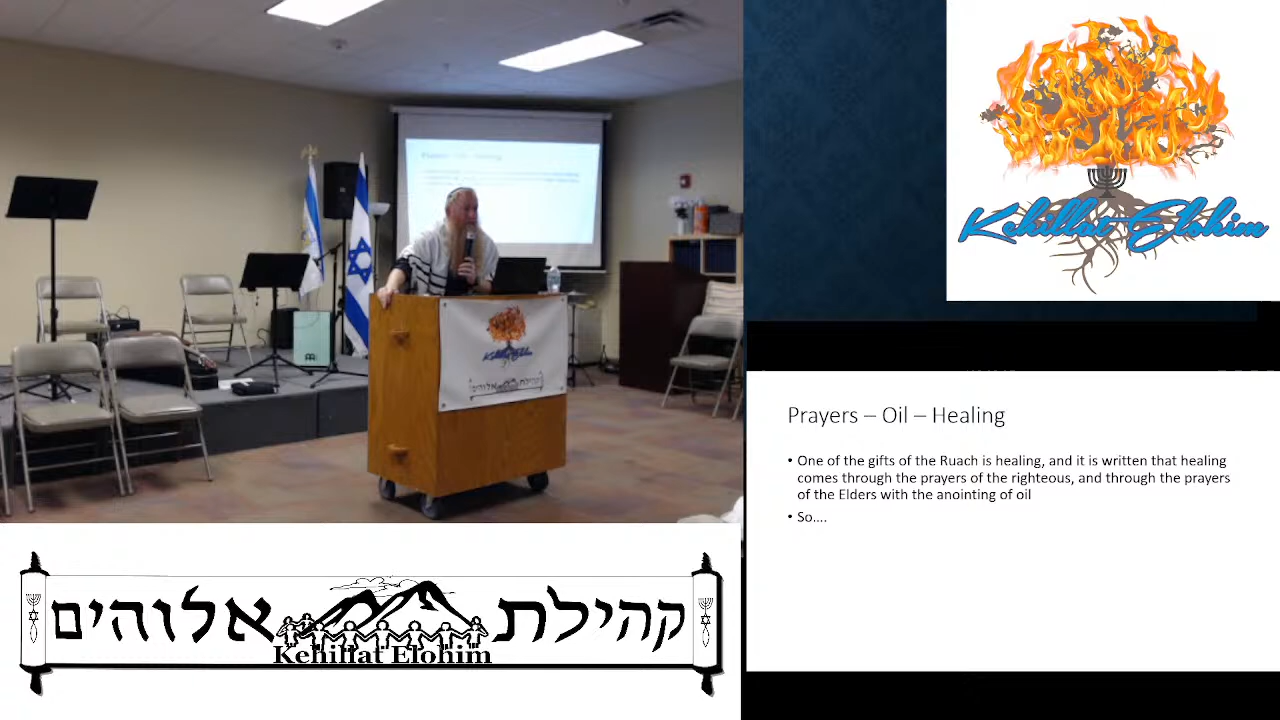 Kehillat Elohim
Prayers – Oil – Healing
• One of the gifts of the Ruach is healing, and it is written that healing
comes through the prayers of the righteous, and through the prayers
of the Elders with the anointing of oil
• So....
קהילת אלוהים
Kehillat Elohim